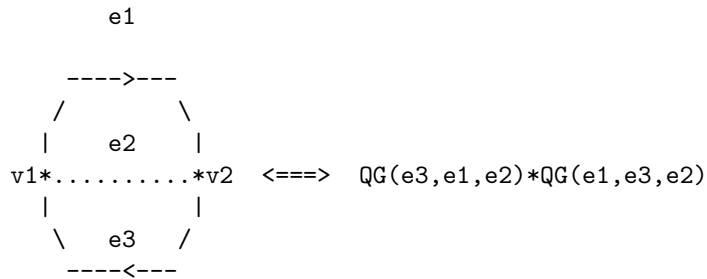 e1
---->---
/ \
| e2 |
v1*..........*v2 <===> QG(e3,e1,e2)*QG(e1,e3,e2)
| |
\ e3 /
----<---